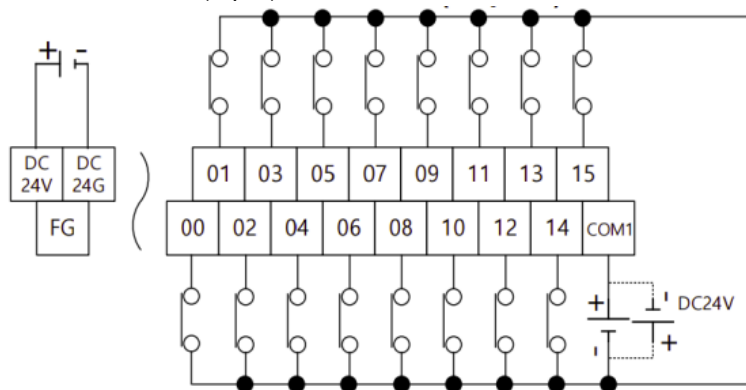 + -
DC 24V
DC 24G
FG
01 03 05 07 09 11 13 15
00 02 04 06 08 10 12 14 COM1
+ - DC24V
- +